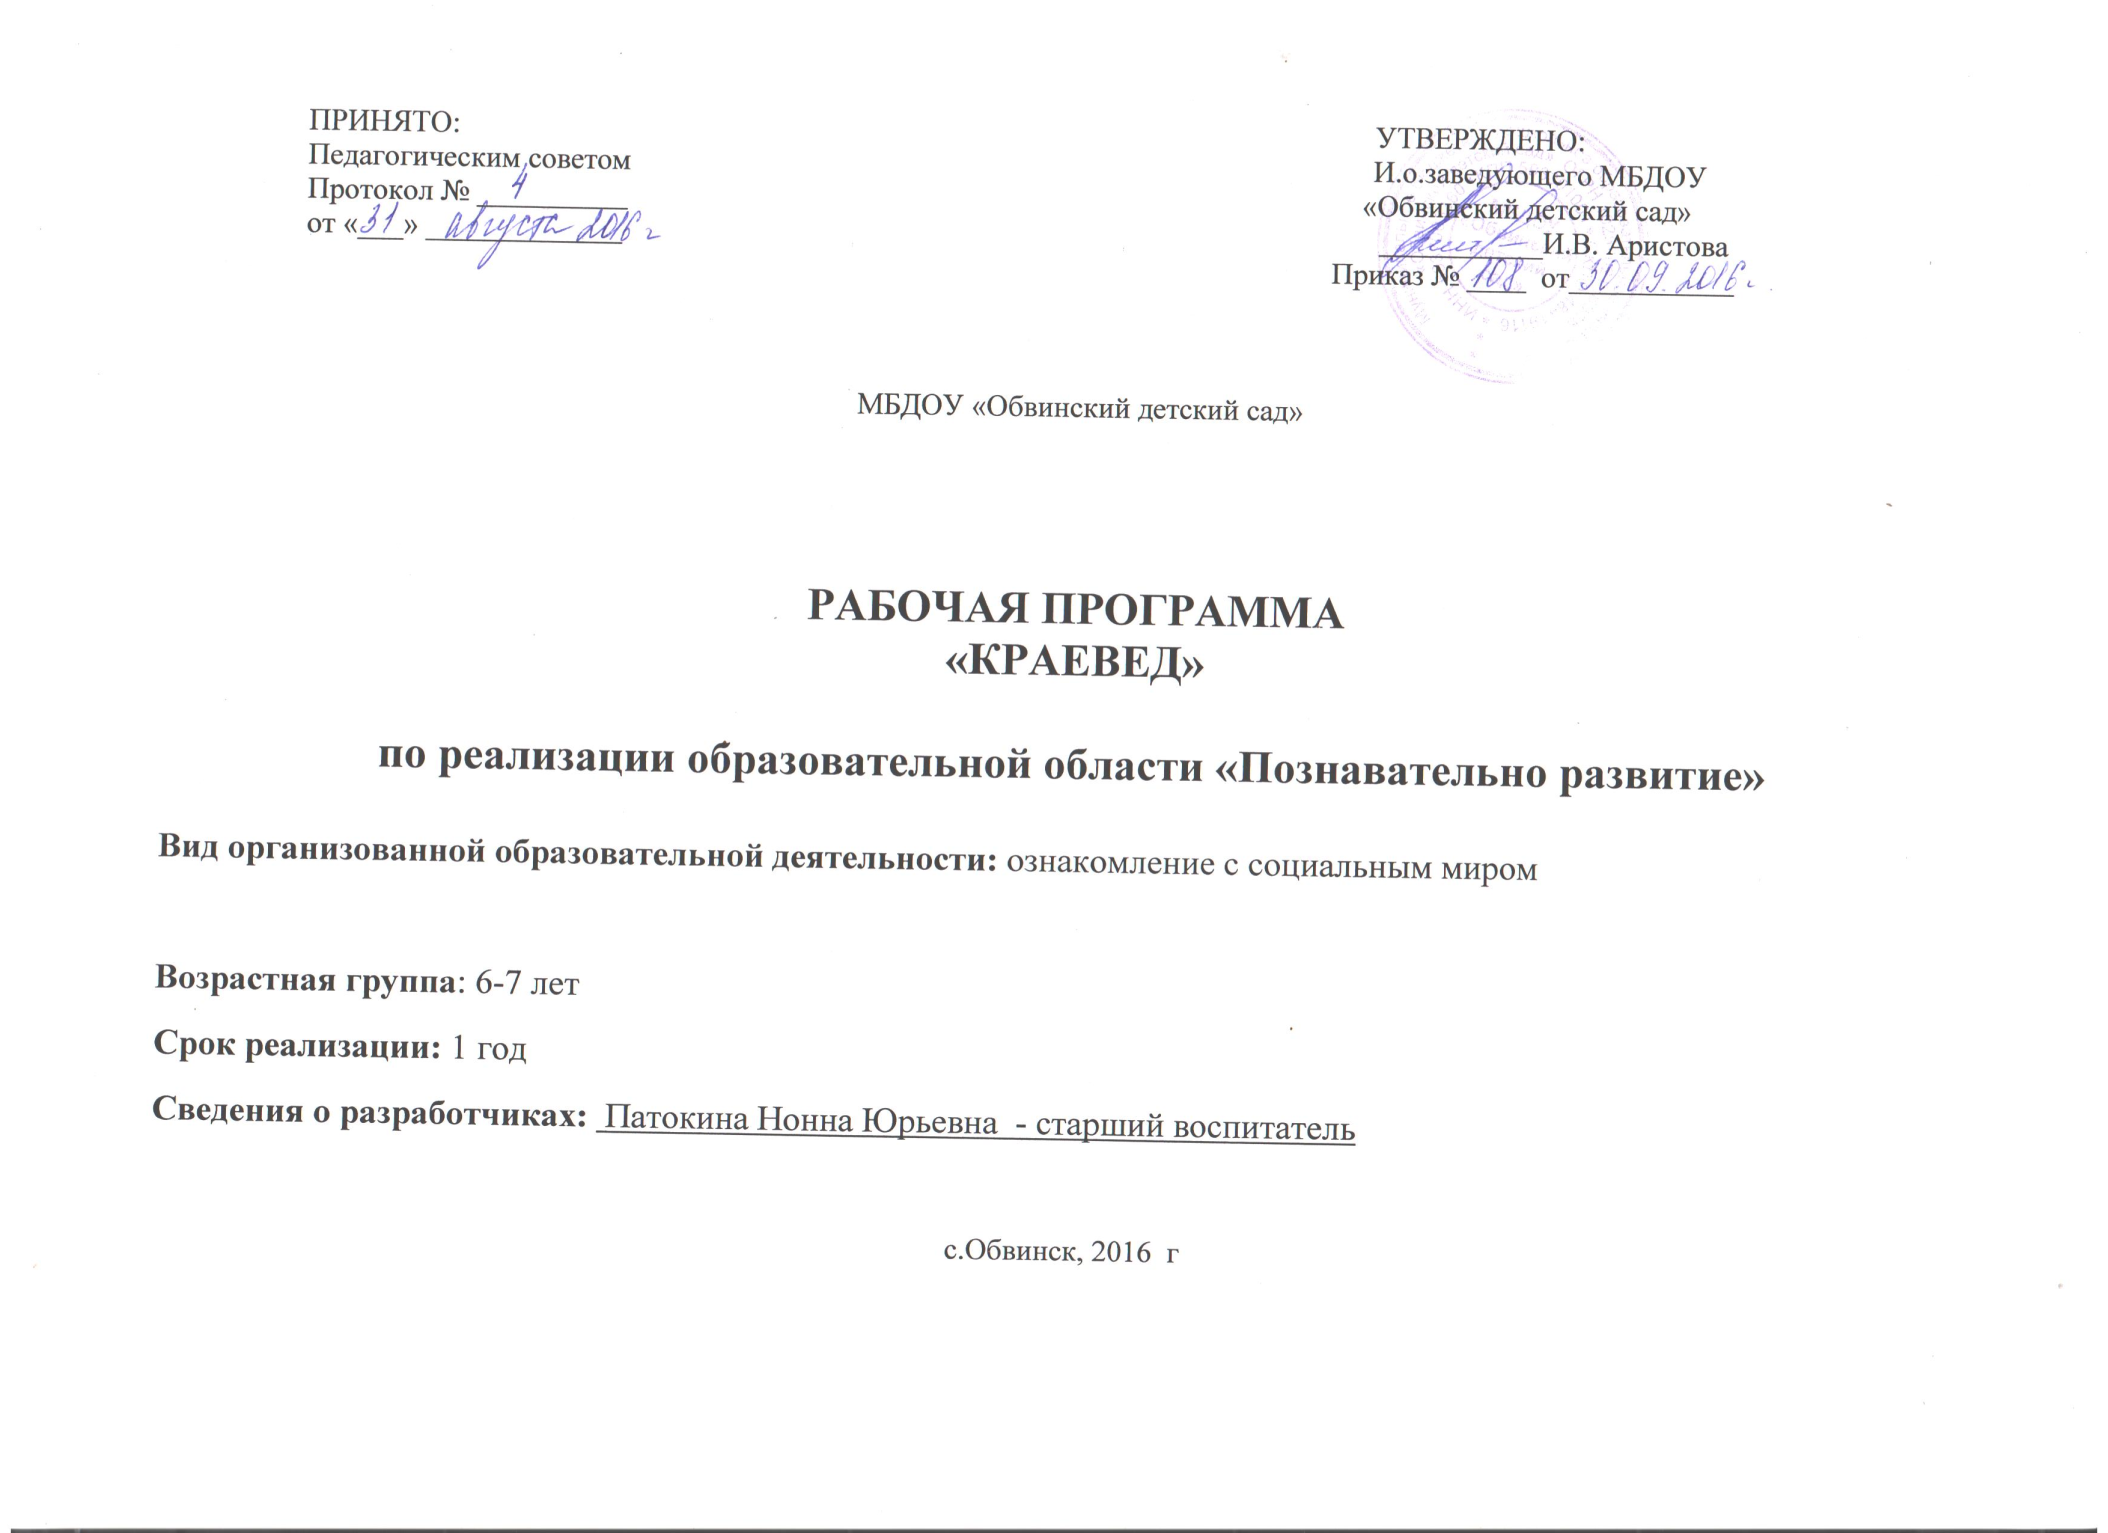 ПРИНЯТО:
Педагогическим советом
Протокол № 4
от «31» августа 2016 г
УТВЕРЖДЕНО:
И.о.заведующего МБДОУ
«Обвинский детский сад»
И.В. Аристова
Приказ № 108 от 30.09.2016г.
МБДОУ «Обвинский детский сад»
РАБОЧАЯ ПРОГРАММА
«КРАЕВЕД»
по реализации образовательной области «Познавательно развитие»
Вид организованной образовательной деятельности: ознакомление с социальным миром
Возрастная группа: 6-7 лет
Срок реализации: 1 год
Сведения о разработчиках: Патокина Нонна Юрьевна - старший воспитатель
с.Обвинск, 2016 г